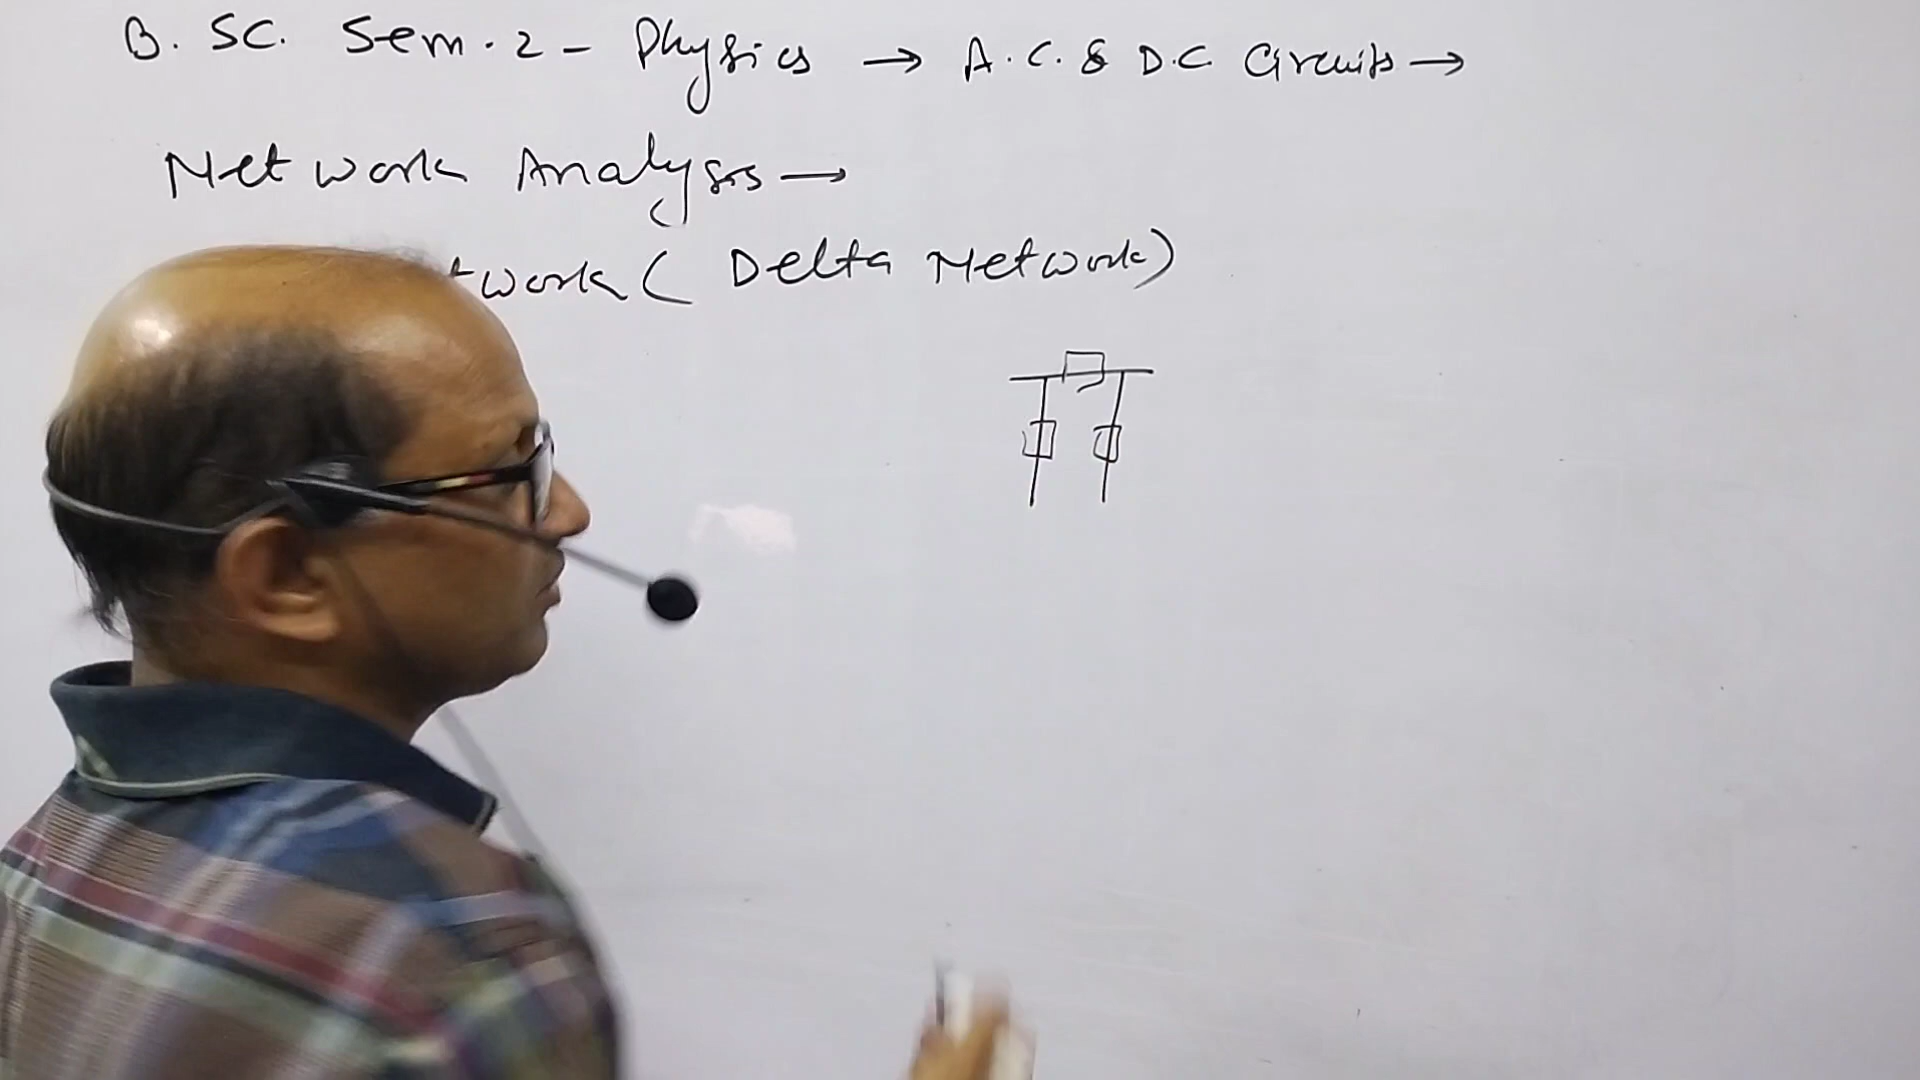 B. SC. Sem. 2 - Physics → A.C. & D.C. Circuits →
Network Analysis →
twork ( Delta Network )